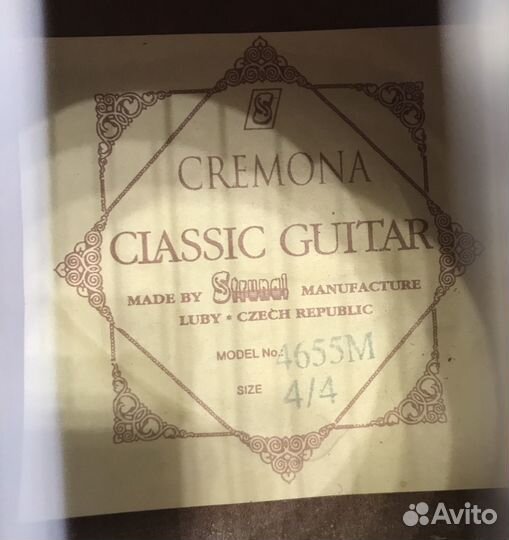 S
CREMONA
CLASSIC GUITAR
MADE BY Strunal MANUFACTURE
LUBY * CZECH REPUBLIC
MODEL No.: 4655M
SIZE 4/4
Avito